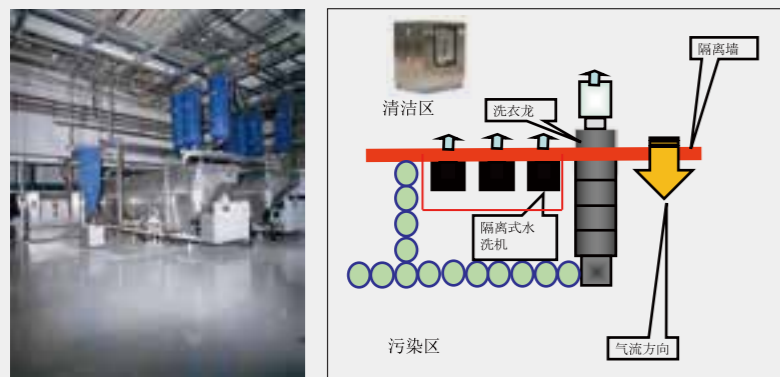 隔离墙
清洁区
洗衣龙
隔离式水
洗机
污染区
气流方向